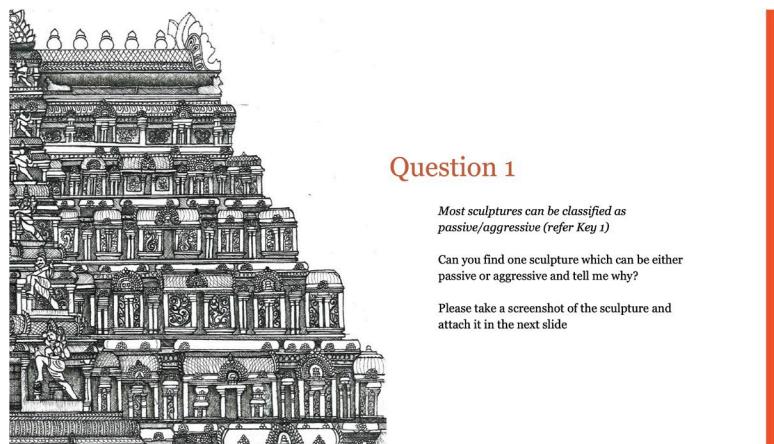 Question 1
Most sculptures can be classified as
passive/aggressive (refer Key 1)
Can you find one sculpture which can be either
passive or aggressive and tell me why?
Please take a screenshot of the sculpture and
attach it in the next slide